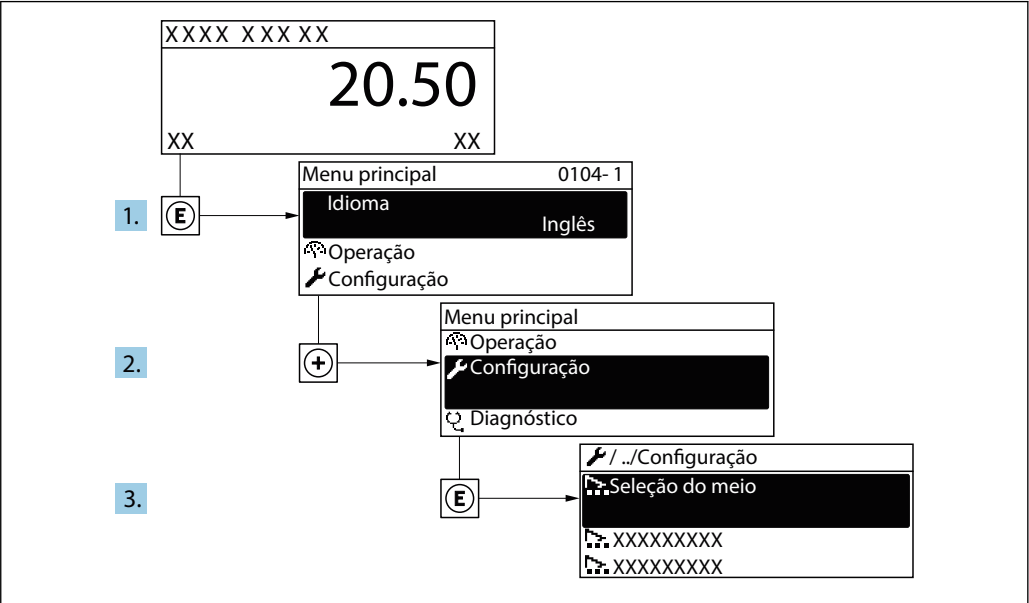 XXXX XXX XX
20.50
XX XX
Menu principal 0104- 1
Idioma
1. E
Inglês
Operação
Configuração
Menu principal
Operação
2. +
Configuração
Diagnóstico
/ ../Configuração
Seleção do meio
3. E
XXXXXXXXX
XXXXXXXXX